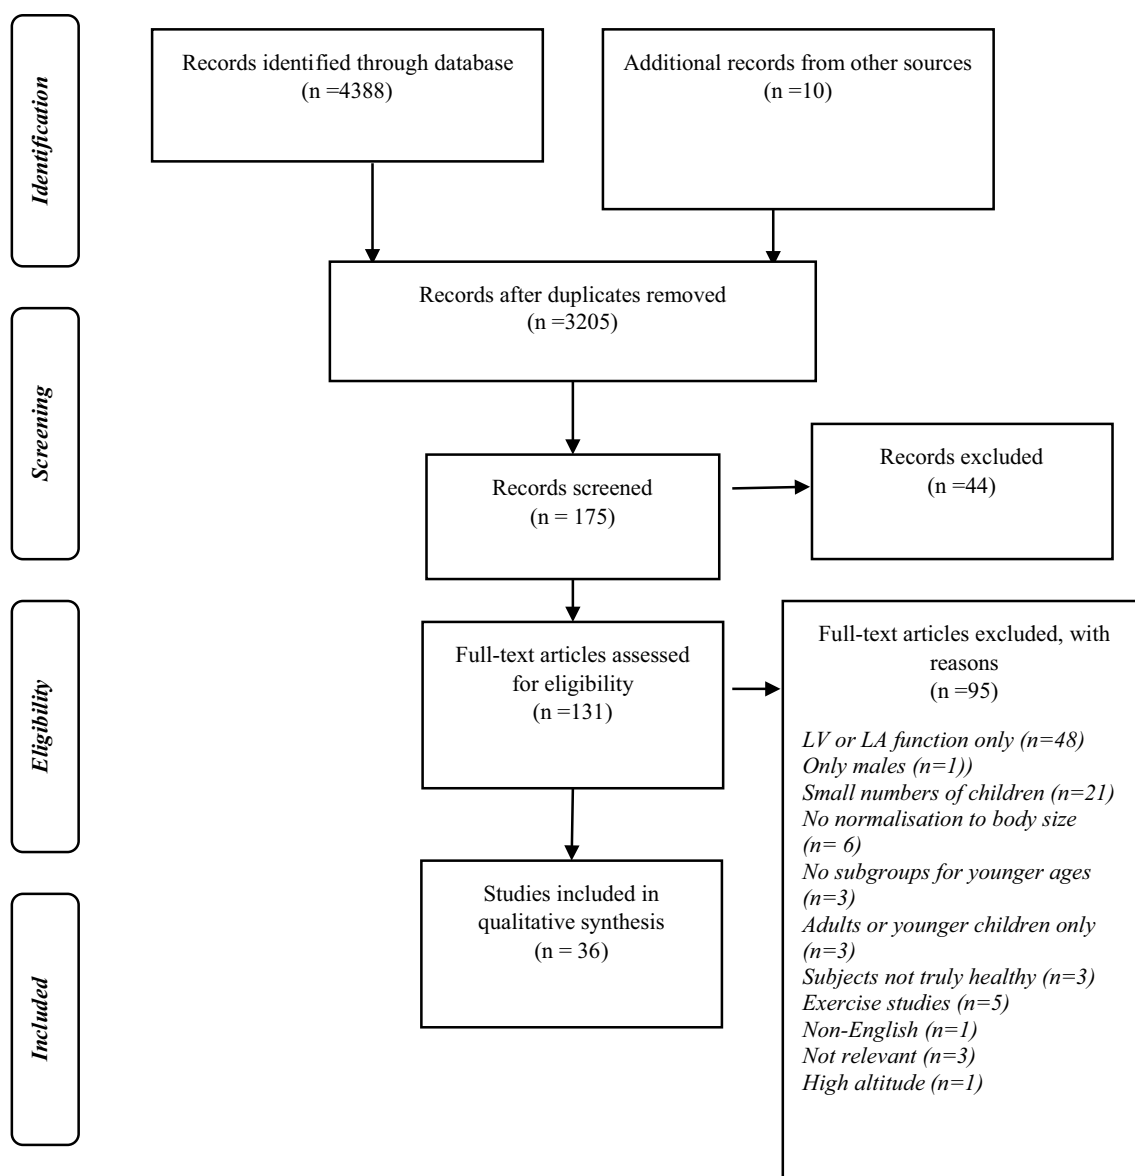 Identification
Records identified through database
(n =4388)
Additional records from other sources
(n =10)
Records after duplicates removed
(n =3205)
Screening
Records screened
(n = 175)
Records excluded
(n =44)
Eligibility
Full-text articles assessed
for eligibility
(n =131)
Full-text articles excluded, with
reasons
(n =95)
LV or LA function only (n=48)
Only males (n=1))
Small numbers of children (n=21)
No normalisation to body size
(n= 6)
No subgroups for younger ages
(n=3)
Adults or younger children only
(n=3)
Subjects not truly healthy (n=3)
Exercise studies (n=5)
Non-English (n=1)
Not relevant (n=3)
High altitude (n=1)
Included
Studies included in
qualitative synthesis
(n = 36)